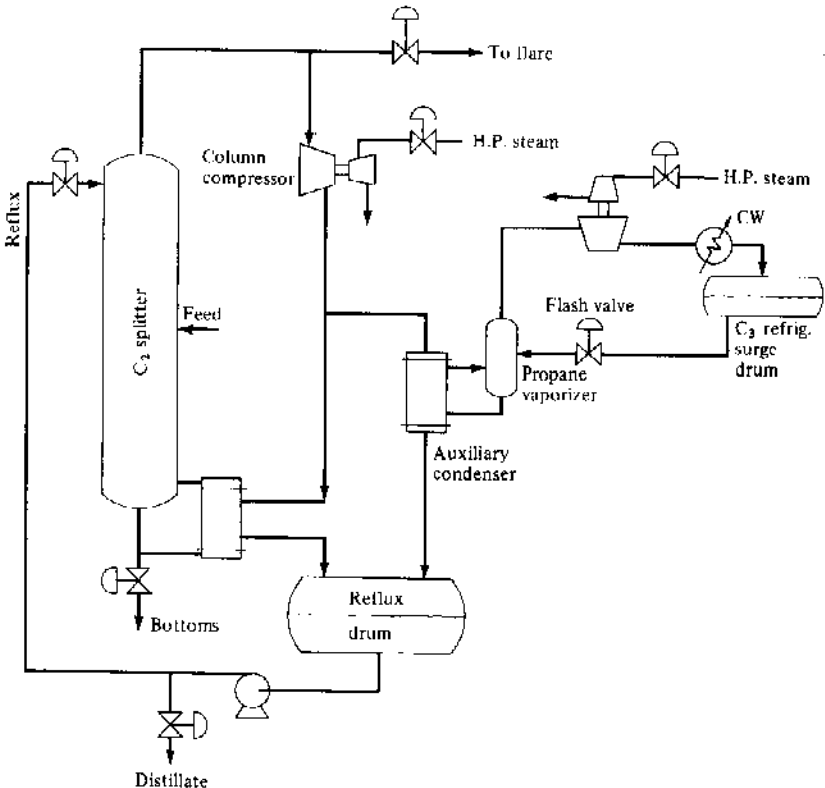 To flare
H.P. steam
Column
compressor
H.P. steam
CW
Reflux
C₂ splitter
Feed
Flash valve
C₃ refrig.
surge
drum
Propane
vaporizer
Auxiliary
condenser
Reflux
drum
Bottoms
Distillate